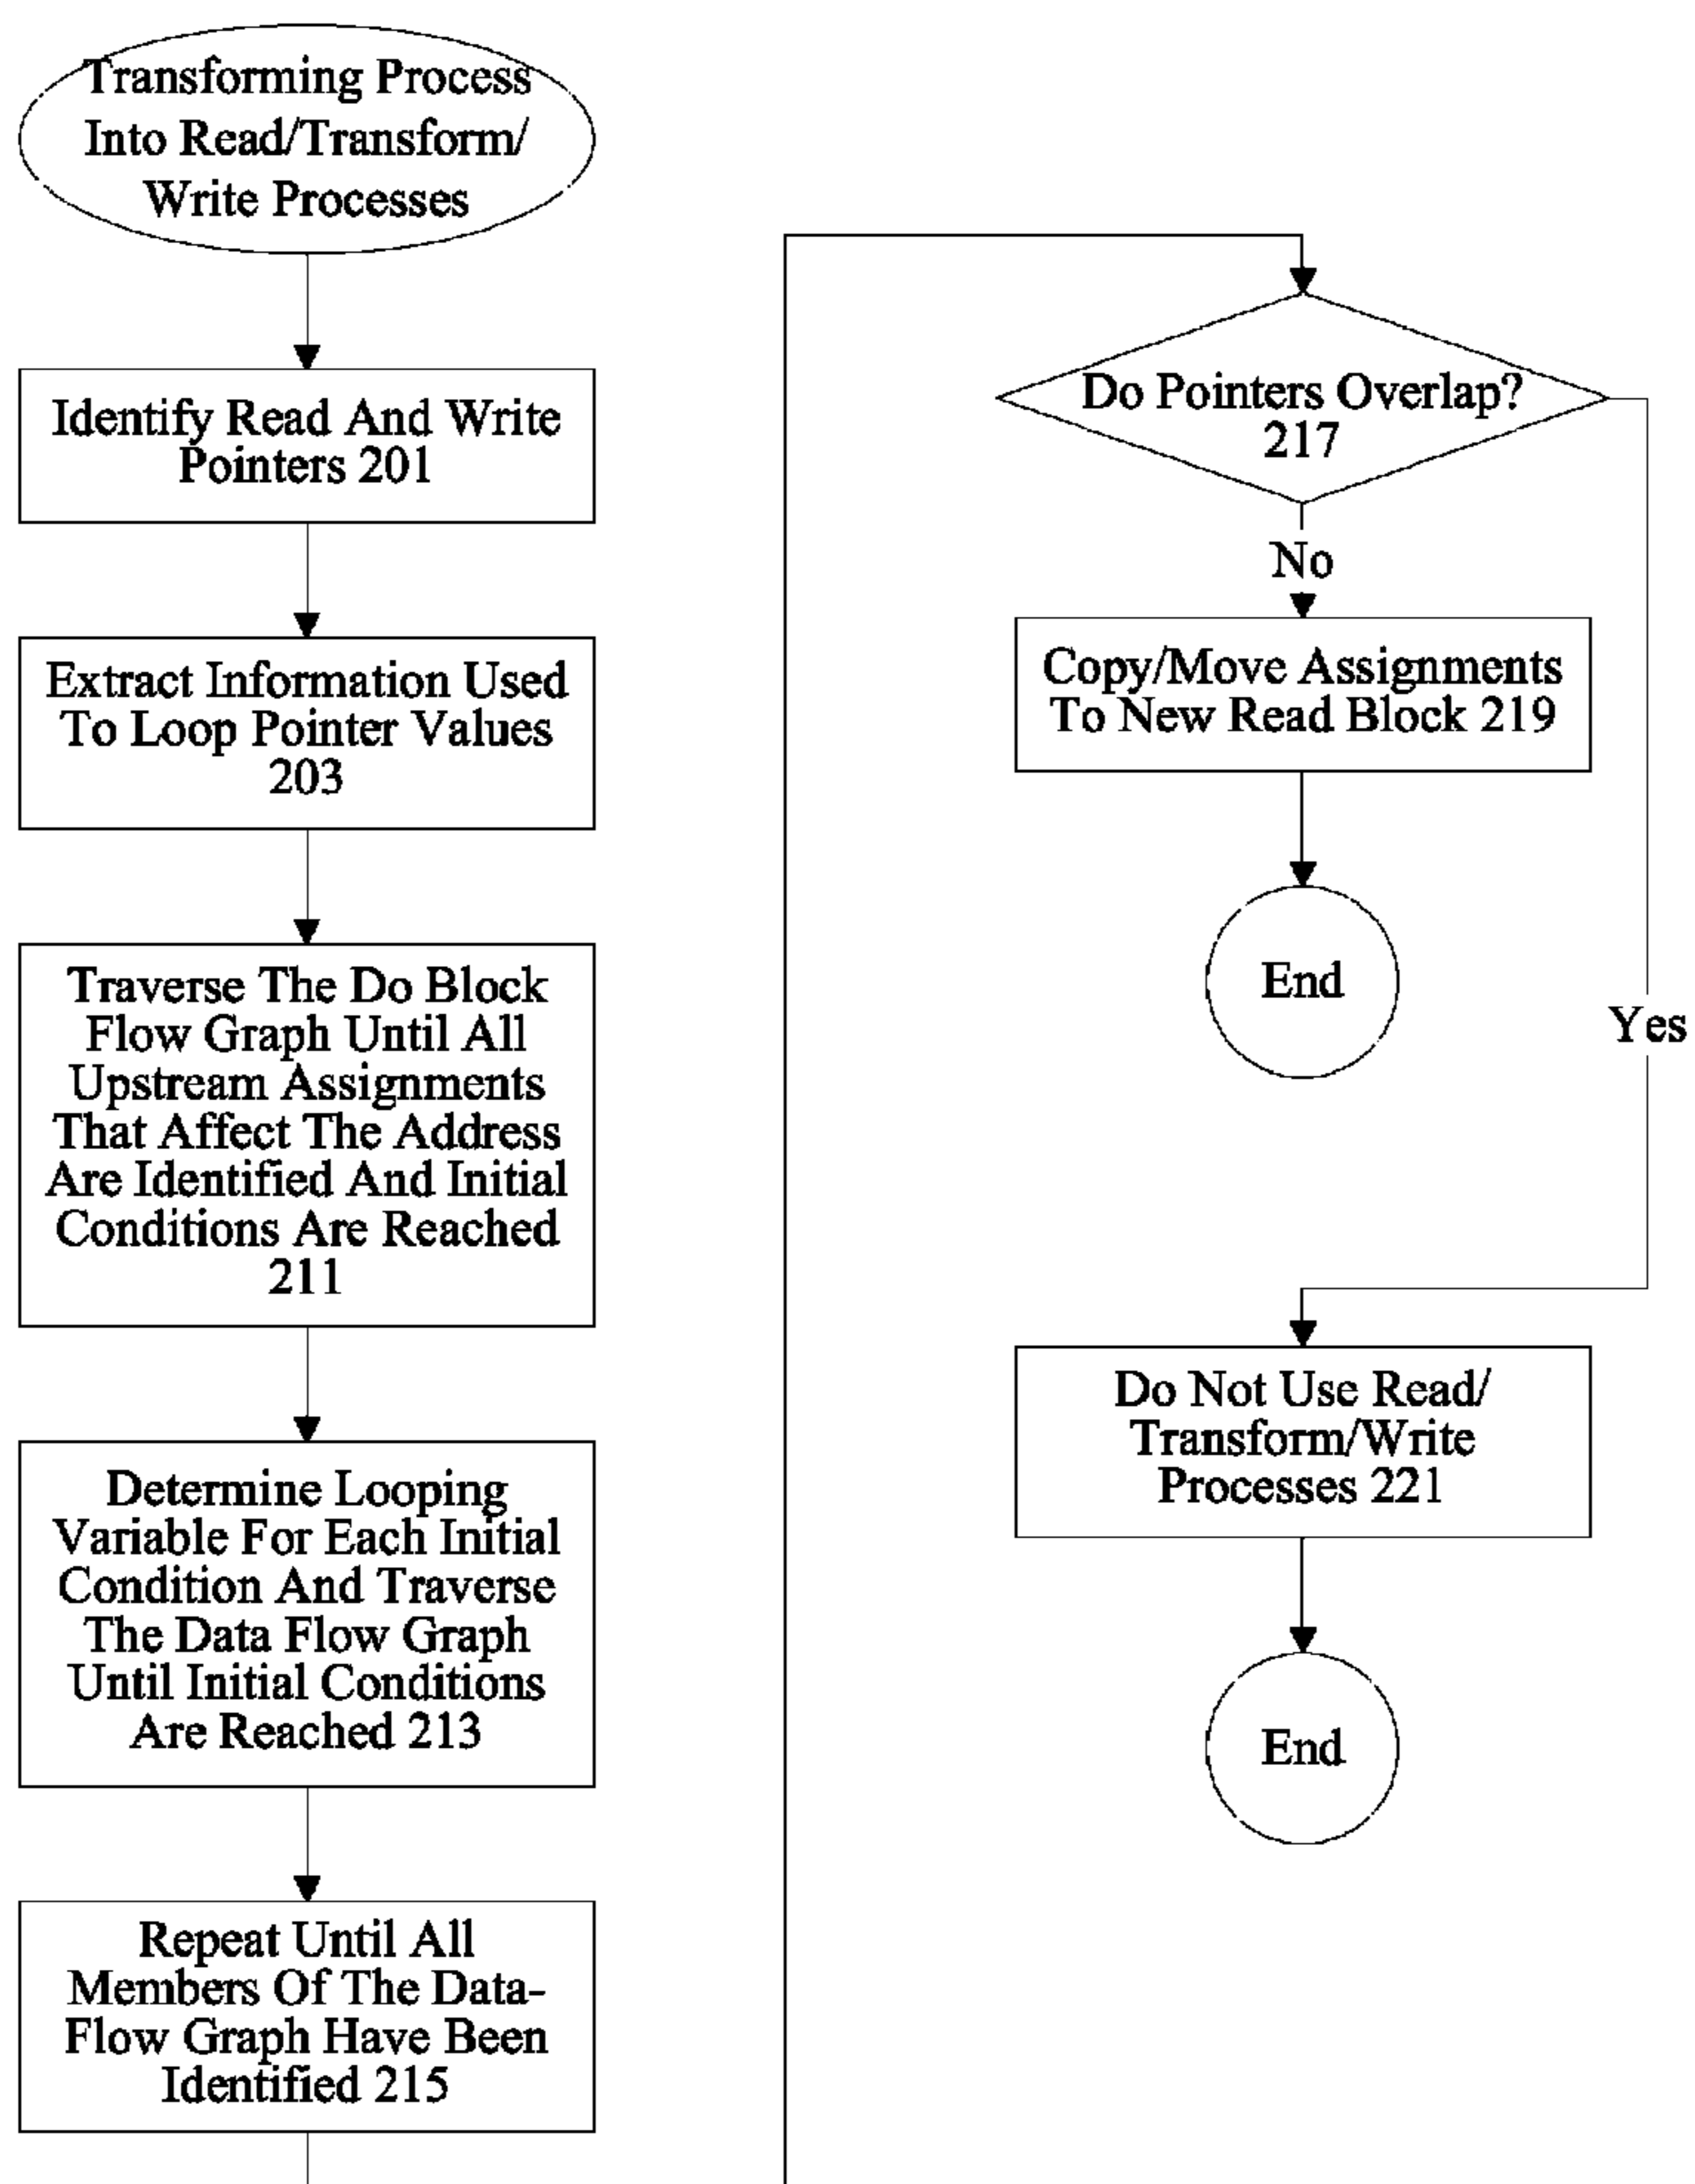 Transforming Process
Into Read/Transform/
Write Processes
Identify Read And Write
Pointers 201
Extract Information Used
To Loop Pointer Values
203
Traverse The Do Block
Flow Graph Until All
Upstream Assignments
That Affect The Address
Are Identified And Initial
Conditions Are Reached
211
Determine Looping
Variable For Each Initial
Condition And Traverse
The Data Flow Graph
Until Initial Conditions
Are Reached 213
Repeat Until All
Members Of The Data-
Flow Graph Have Been
Identified 215
Do Pointers Overlap?
217
No
Copy/Move Assignments
To New Read Block 219
End
Yes
Do Not Use Read/
Transform/Write
Processes 221
End